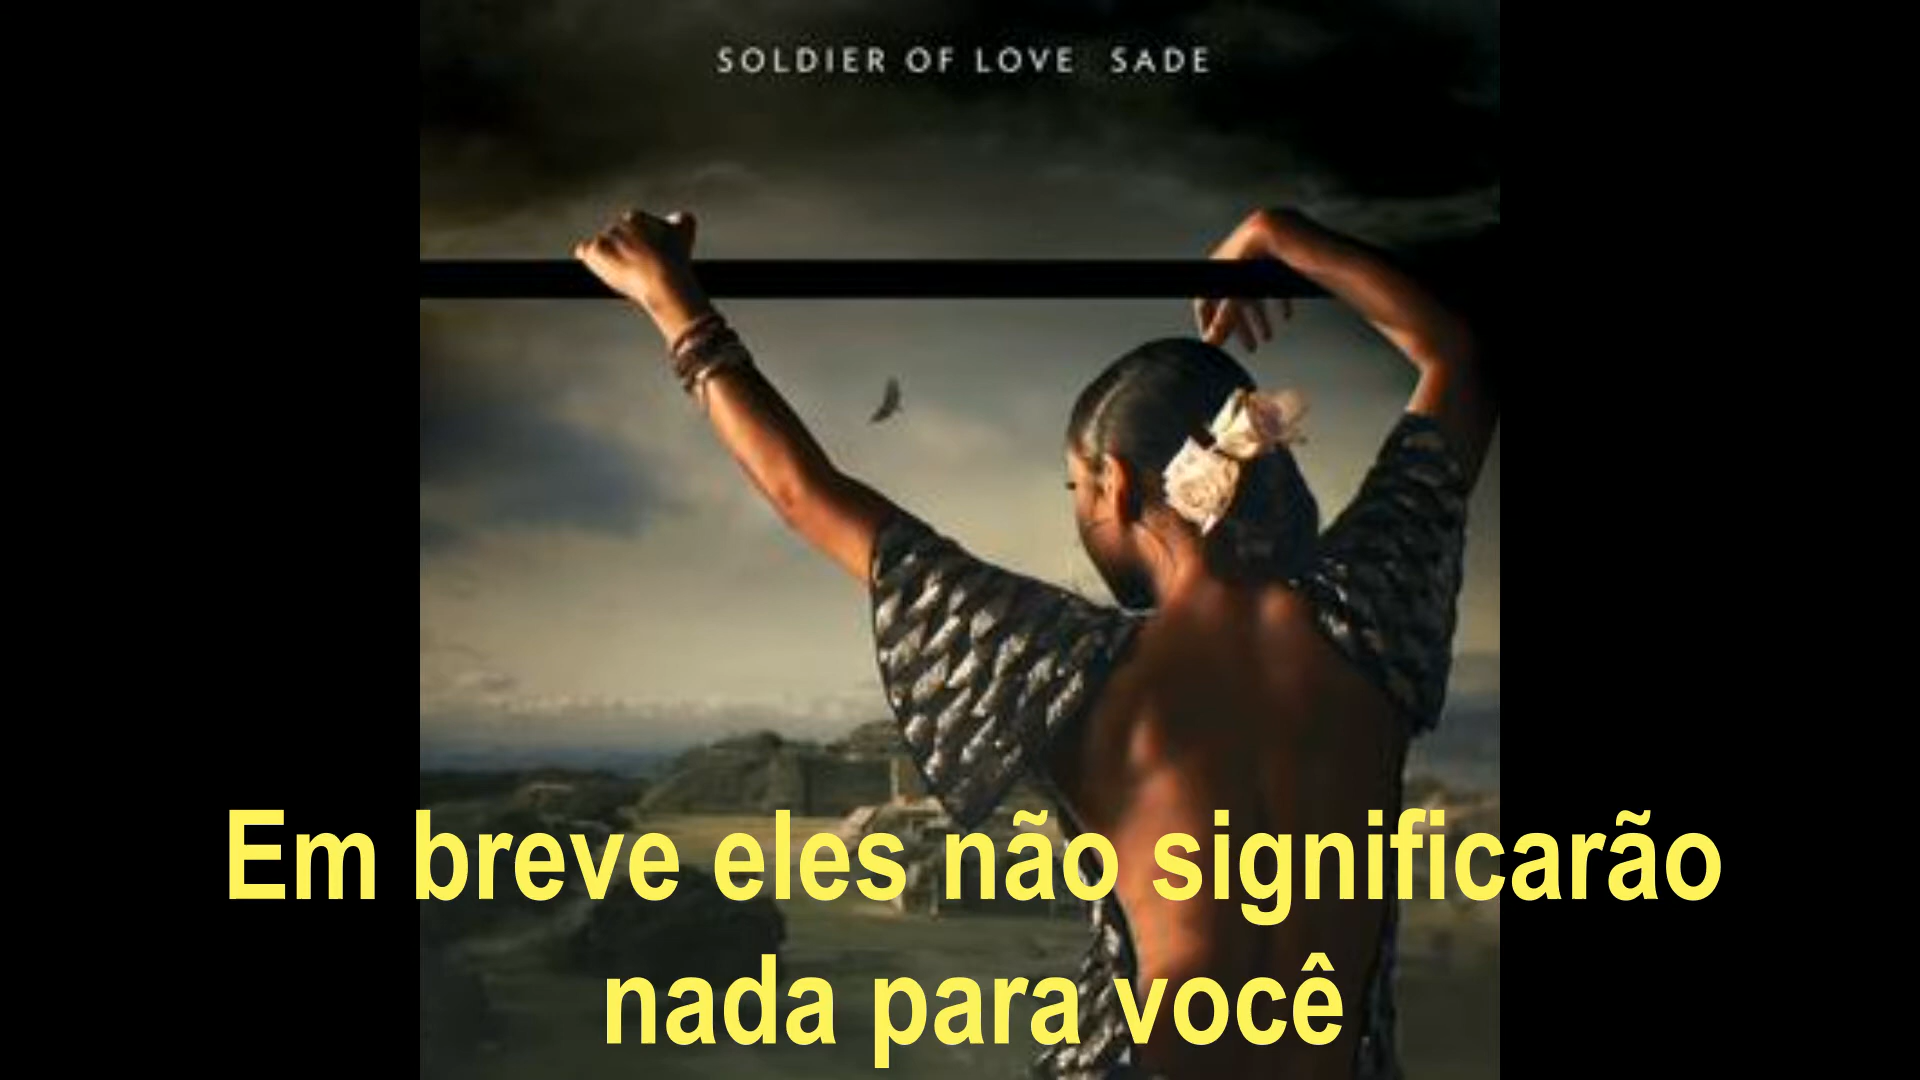 SOLDIER OF LOVE SADE
Em breve eles não significarão
nada para você